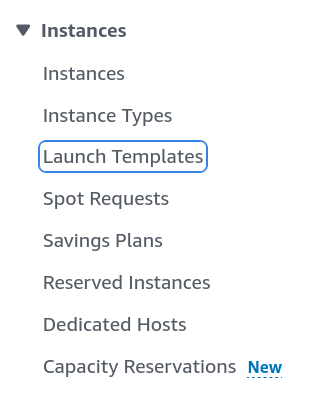 Instances
Instances
Instance Types
Launch Templates
Spot Requests
Savings Plans
Reserved Instances
Dedicated Hosts
Capacity Reservations New